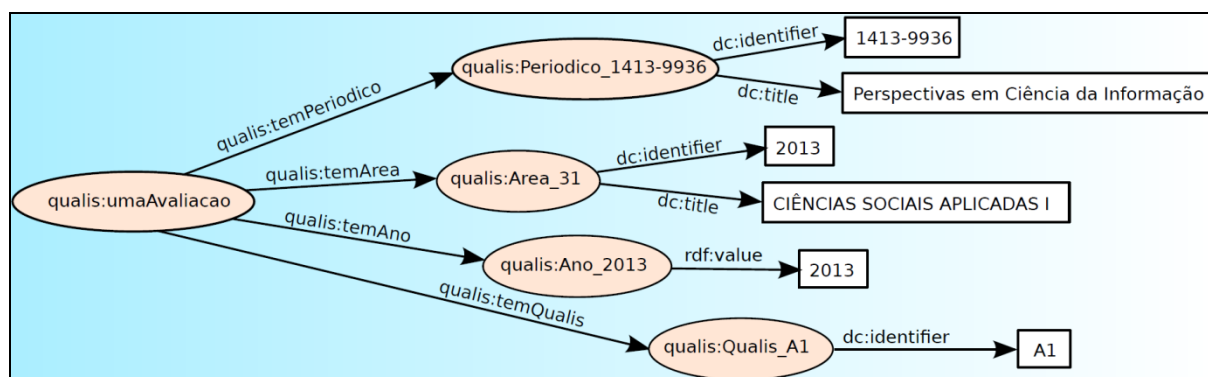 dc:identifier
1413-9936
qualis:Periodico_1413-9936
dc:title
Perspectivas em Ciência da Informação
qualis:temPeriodico
dc:identifier
2013
qualis:temArea
qualis:Area_31
dc:title
CIÊNCIAS SOCIAIS APLICADAS I
qualis:umaAvaliacao
qualis:temAno
qualis:Ano_2013
rdf:value
2013
qualis:temQualis
qualis:Qualis_A1
dc:identifier
A1